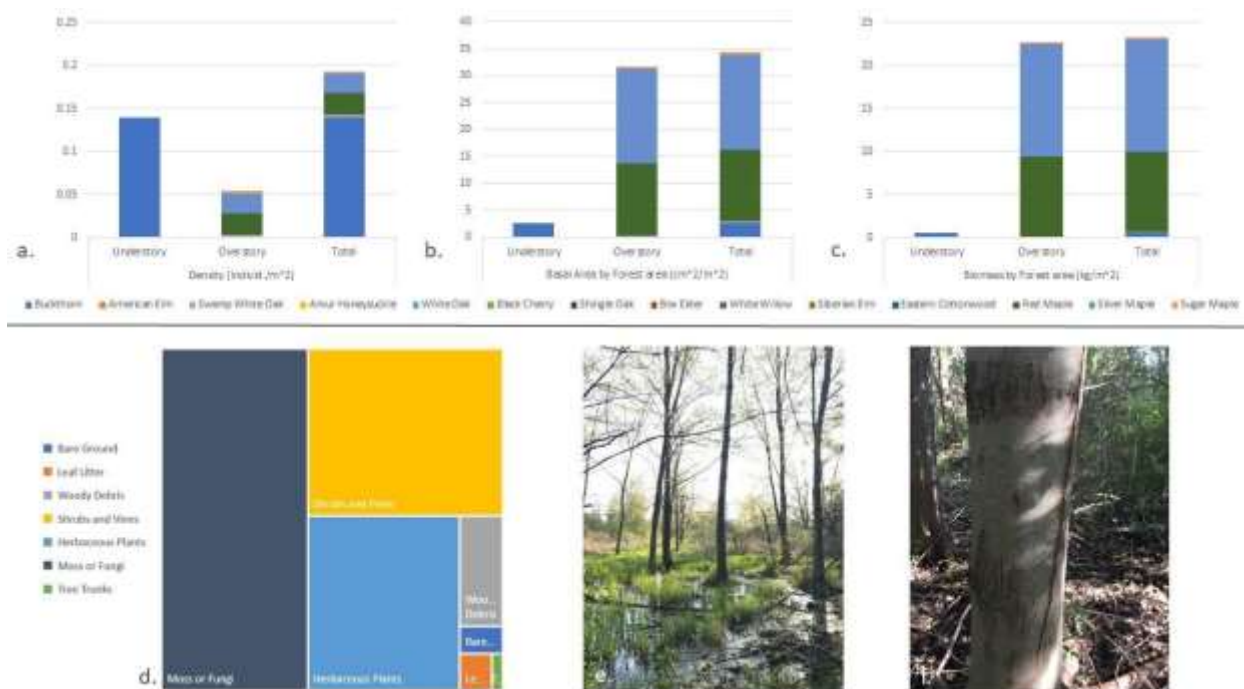 0.25
0.2
0.15
0.1
0.05
0
Understory Overstory Total
Density (Individ./m^2)
a.
40
35
30
25
20
15
10
5
0
Understory Overstory Total
Basal Area by Forest area (cm^2/m^2)
b.
25
20
15
10
5
0
Understory Overstory Total
Biomass by Forest area (kg/m^2)
c.
Buckthorn American Elm Swamp White Oak Amur Honeysuckle White Oak Black Cherry Shingle Oak Box Elder White Willow Siberian Elm Eastern Cottonwood Red Maple Silver Maple Sugar Maple
Bare Ground
Leaf Litter
Woody Debris
Shrubs and Vines
Herbaceous Plants
Moss or Fungi
Tree Trunks
Shrubs and Vines
Woo...
Debris
Bare...
Le...
Moss or Fungi
Herbaceous Plants
d.
e.
f.